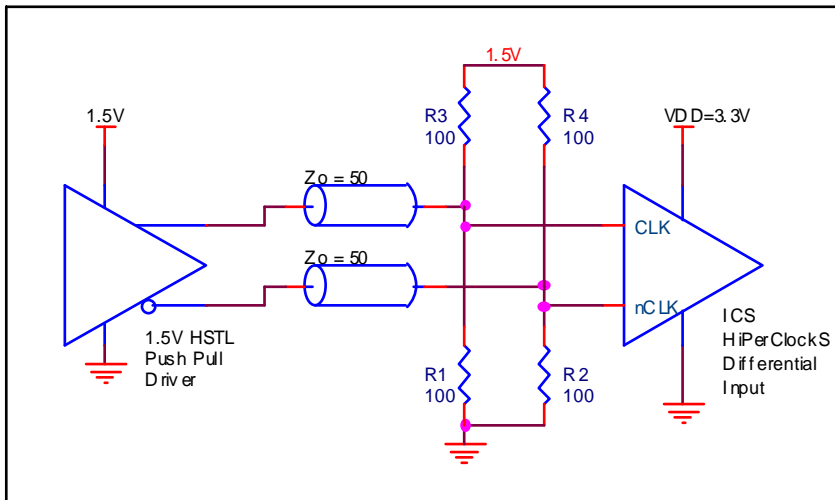 1.5V
1.5V
R3
100
R4
100
VDD=3.3V
Zo = 50
CLK
Zo = 50
nCLK
1.5V HSTL
Push Pull
Driver
R1
100
R2
100
ICS
HiPerClockS
Differential
Input